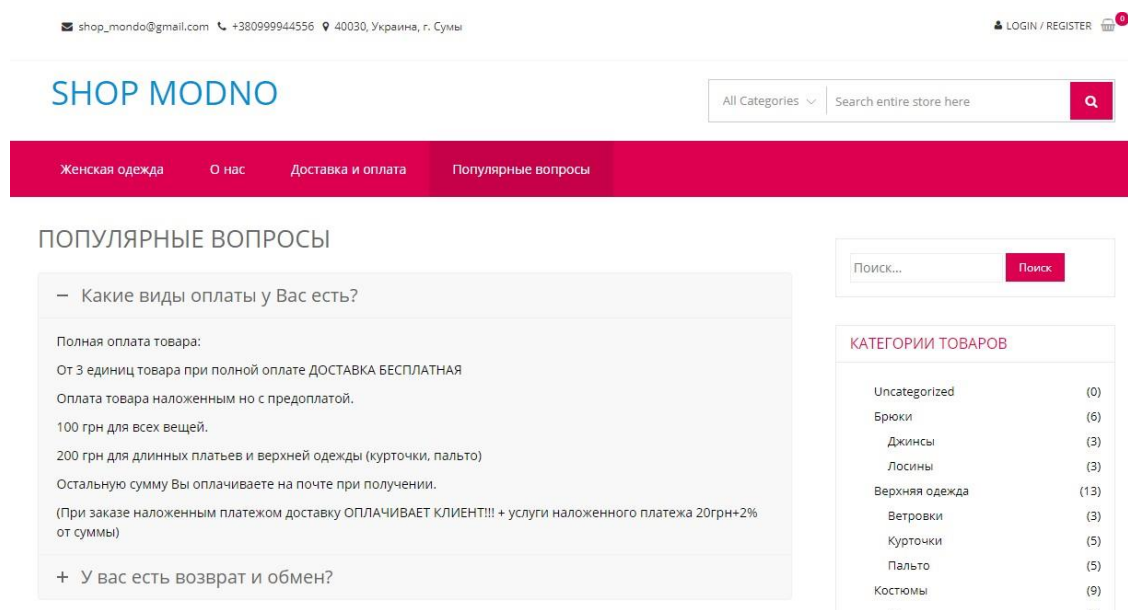 shop_mondo@gmail.com +380999944556 40030, Украина, г. Сумы
LOGIN / REGISTER 0
SHOP MODNO
All Categories Search entire store here
Женская одежда О нас Доставка и оплата Популярные вопросы
ПОПУЛЯРНЫЕ ВОПРОСЫ
− Какие виды оплаты у Вас есть?
Полная оплата товара:
От 3 единиц товара при полной оплате ДОСТАВКА БЕСПЛАТНАЯ
Оплата товара наложенным но с предоплатой.
100 грн для всех вещей.
200 грн для длинных платьев и верхней одежды (курточки, пальто)
Остальную сумму Вы оплачиваете на почте при получении.
(При заказе наложенным платежом доставку ОПЛАЧИВАЕТ КЛИЕНТ!!! + услуги наложенного платежа 20грн+2%
от суммы)
+ У вас есть возврат и обмен?
Поиск... Поиск
КАТЕГОРИИ ТОВАРОВ
Uncategorized (0)
Брюки (6)
Джинсы (3)
Лосины (3)
Верхняя одежда (13)
Ветровки (3)
Курточки (5)
Пальто (5)
Костюмы (9)